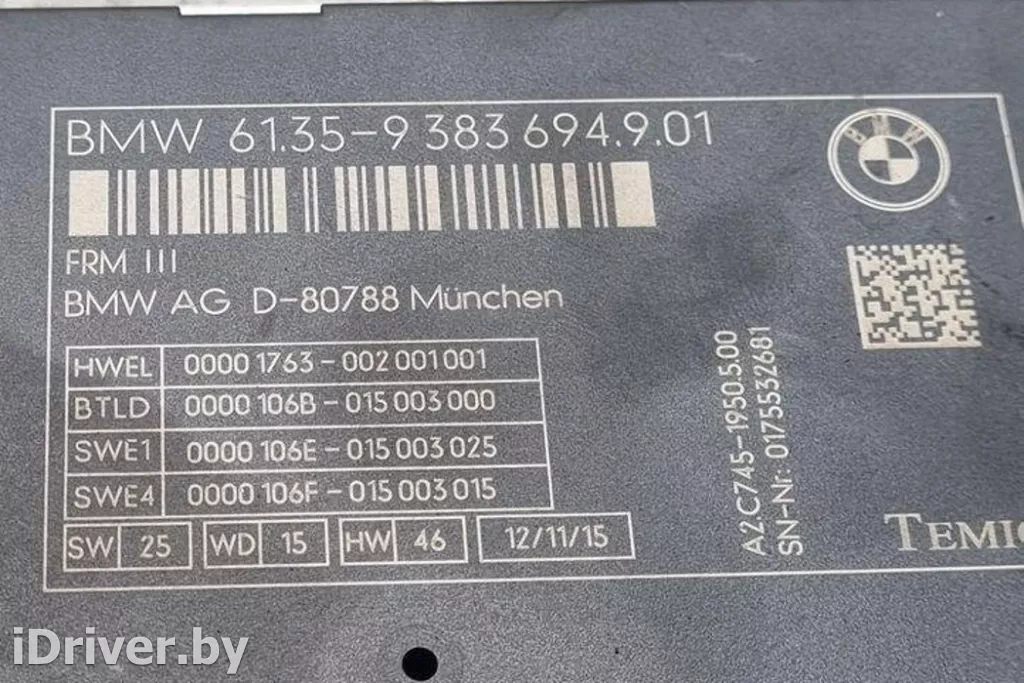 BMW 61.35-9 383 694.9.01
BMW
FRM III
BMW AG D-80788 München
HWEL 0000 1763-002 001 001
BTLD 0000 106B-015 003 000
SWE1 0000 106E-015 003 025
SWE4 0000 106F-015 003 015
SW 25 WD 15 HW 46 12/11/15
A2C745-1950.5.00
SN-Nr: 01755532681
TEMIC
iDriver.by